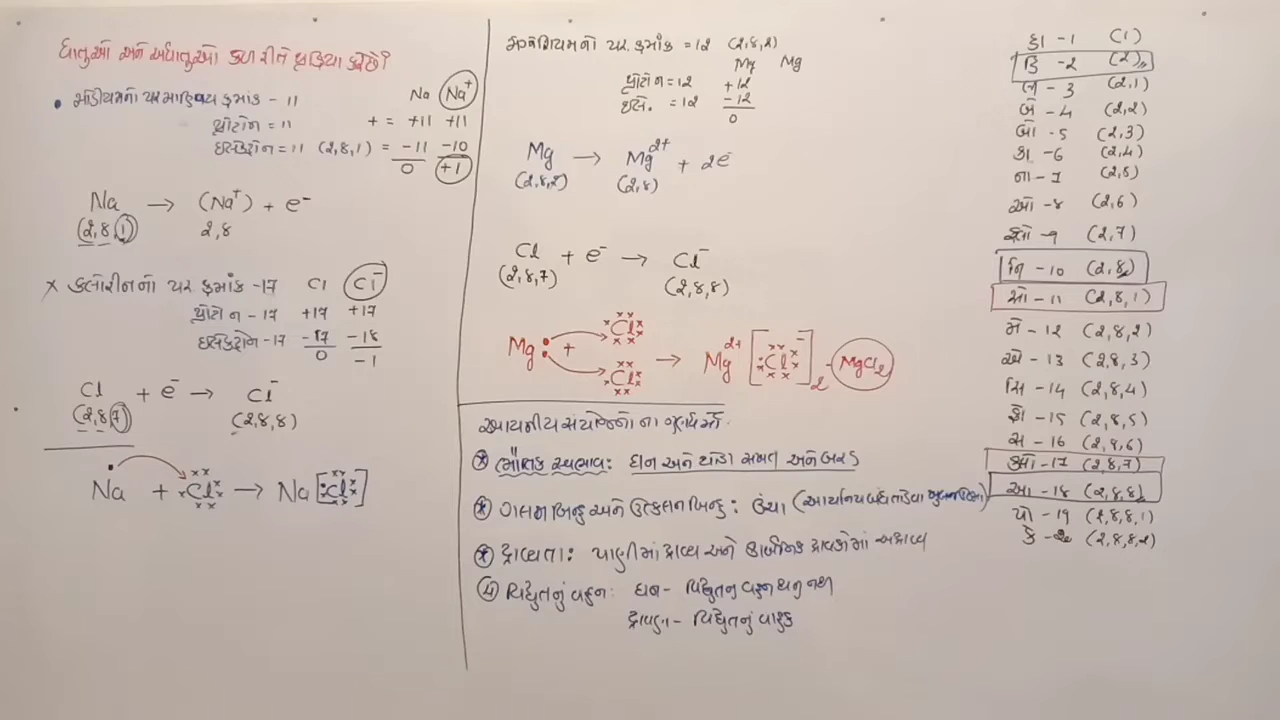 ધાતુઓ અને અધાતુઓ કઈ રીતે પ્રક્રિયા કરે છે?
• સોડિયમનો પરમાણ્વિય ક્રમાંક - 11 Na Na⁺
પ્રોટોન = 11 + = +11 +11
ઇલેક્ટ્રોન = 11 (2,8,1) = -11 -10
0 +1
Na → (Na⁺) + e⁻
(2,8,1) 2,8
× ક્લોરીનનો પર ક્રમાંક -17 Cl Cl⁻
પ્રોટોન - 17 +17 +17
ઇલેક્ટ્રોન - 17 -17 -18
0 -1
Cl + e⁻ → Cl⁻
(2,8,7) (2,8,8)
Na + Cl → Na [Cl]
મેગ્નેશિયમનો પર. ક્રમાંક = 12 (2,8,2)
Mg Mg
પ્રોટોન = 12 +12
ઇલે. = 12 -12
0
Mg → Mg²⁺ + 2e⁻
(2,8,2) (2,8)
Cl + e⁻ → Cl⁻
(2,8,7) (2,8,8)
Mg: + Cl Cl → Mg²⁺ [Cl⁻]₂ - MgCl₂
આયનીય સંયોજનો ના ગુણધર્મો.
* ભૌતિક સ્વભાવ: ઘન અને થોડા સખત અને બરડ
* ગલન બિન્દુ અને ઉત્કલન બિન્દુ: ઉંચા (આયનિય બંધ તોડવા
* દ્રાવ્યતા: પાણીમાં દ્રાવ્ય અને કાર્બનિક દ્રાવકોમાં અદ્રાવ્ય
4 વિદ્યુતનું વહન: ઘન - વિદ્યુતનુ વહન થતુ નથી
દ્રાવણ - વિદ્યુતનું વાહક
હા - 1 (1)
હિ - 2 (2)
લિ - 3 (2,1)
બે - 4 (2,2)
બો - 5 (2,3)
કા - 6 (2,4)
ના - 7 (2,5)
ઓ - 8 (2,6)
ફ્લો - 9 (2,7)
નિ - 10 (2,8)
સો - 11 (2,8,1)
મે - 12 (2,8,2)
એ - 13 (2,8,3)
સિ - 14 (2,8,4)
ફો - 15 (2,8,5)
સ - 16 (2,8,6)
ક્લો - 17 (2,8,7)
આ - 18 (2,8,8)
પો - 19 (2,8,8,1)
કે - 20 (2,8,8,2)